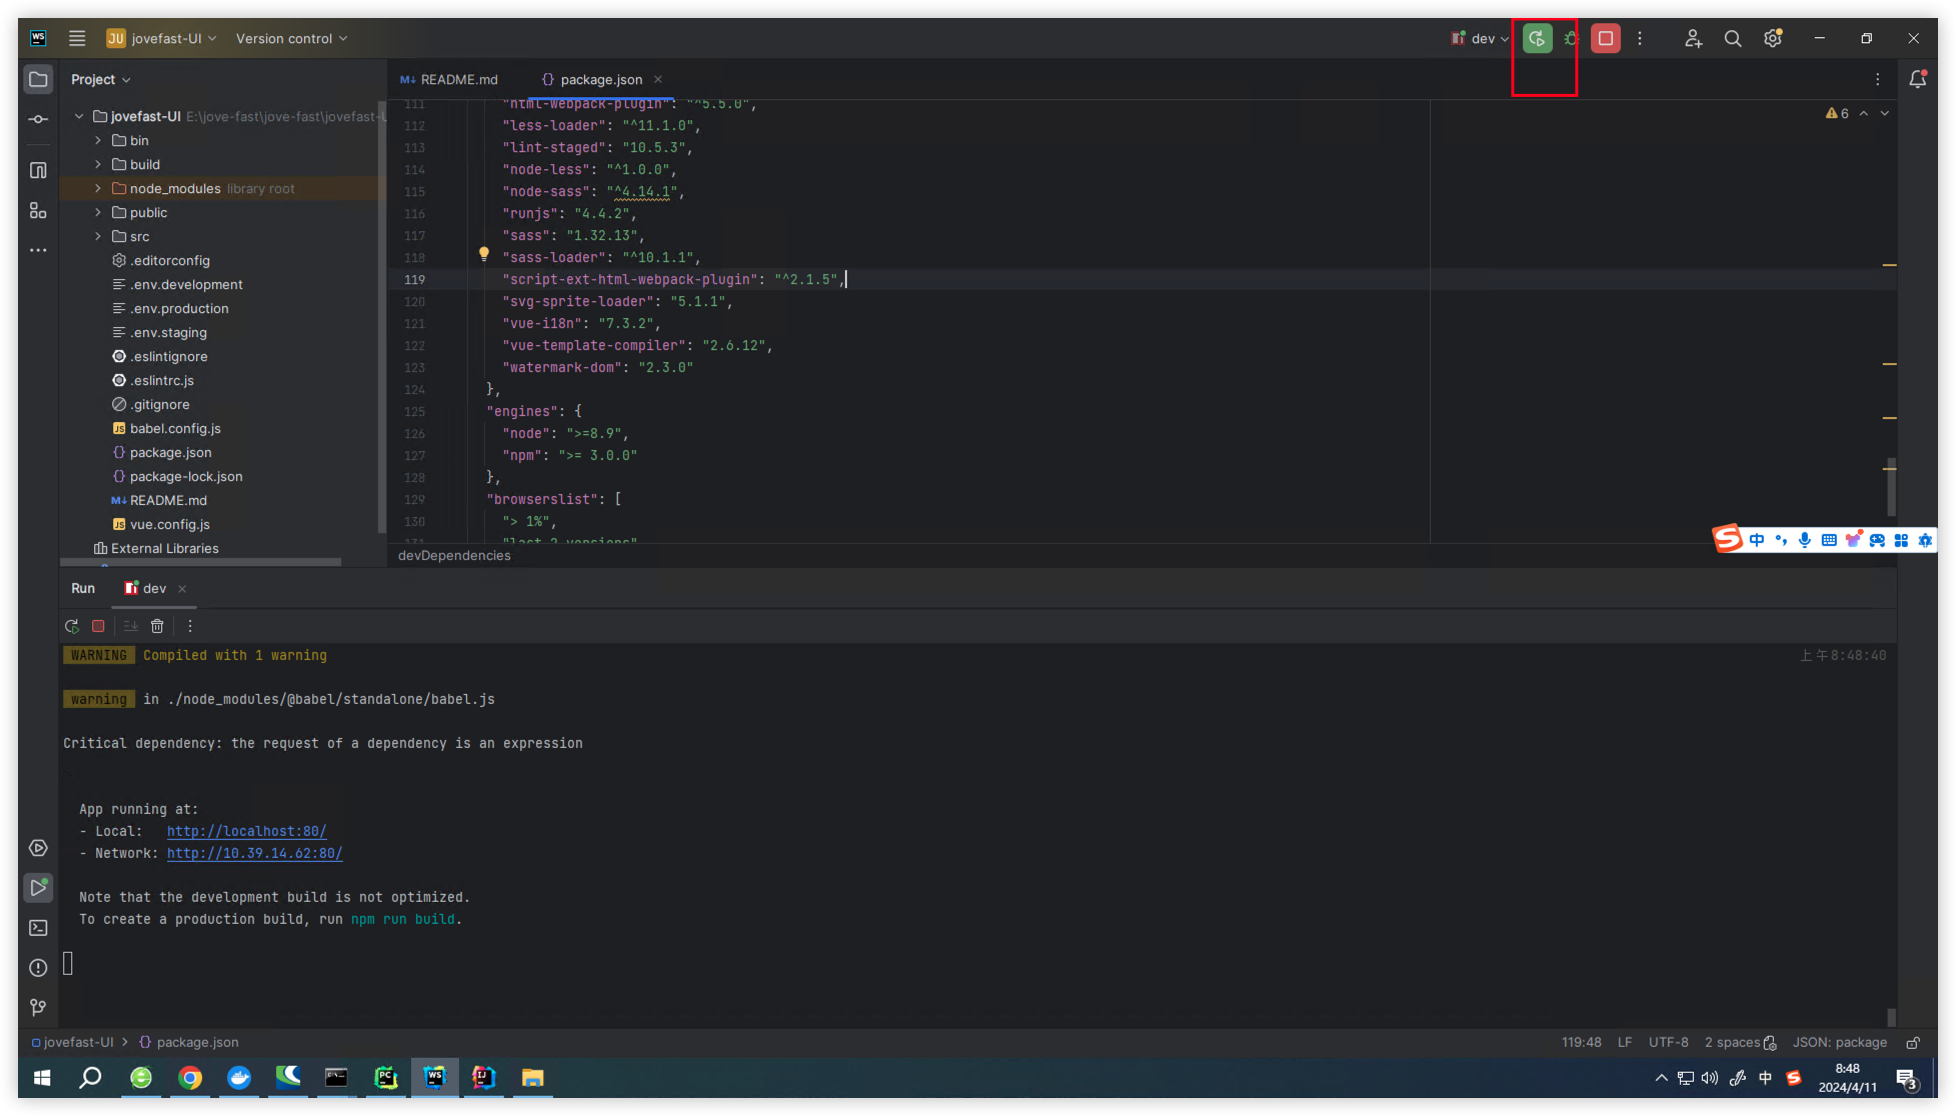 WS
JU jovefast-UI Version control
dev
Project
README.md
package.json
jovefast-UI E:\jove-fast\jove-fast\jovefast-U
bin
build
node_modules library root
public
src
.editorconfig
.env.development
.env.production
.env.staging
.eslintignore
.eslintrc.js
.gitignore
babel.config.js
package.json
package-lock.json
README.md
vue.config.js
External Libraries
111 "html-webpack-plugin": "^5.5.0",
112 "less-loader": "^11.1.0",
113 "lint-staged": "10.5.3",
114 "node-less": "^1.0.0",
115 "node-sass": "^4.14.1",
116 "runjs": "4.4.2",
117 "sass": "1.32.13",
118 "sass-loader": "^10.1.1",
119 "script-ext-html-webpack-plugin": "^2.1.5",
120 "svg-sprite-loader": "5.1.1",
121 "vue-i18n": "7.3.2",
122 "vue-template-compiler": "2.6.12",
123 "watermark-dom": "2.3.0"
124 },
125 "engines": {
126 "node": ">=8.9",
127 "npm": ">= 3.0.0"
128 },
129 "browserslist": [
130 "> 1%",
131 "last 2 versions"
6
devDependencies
S 中
Run dev
WARNING Compiled with 1 warning 上午8:48:40
warning in ./node_modules/@babel/standalone/babel.js
Critical dependency: the request of a dependency is an expression
App running at:
- Local: http://localhost:80/
- Network: http://10.39.14.62:80/
Note that the development build is not optimized.
To create a production build, run npm run build.
jovefast-UI > package.json
119:48 LF UTF-8 2 spaces JSON: package
PC WS IJ
中 S
8:48
2024/4/11
3